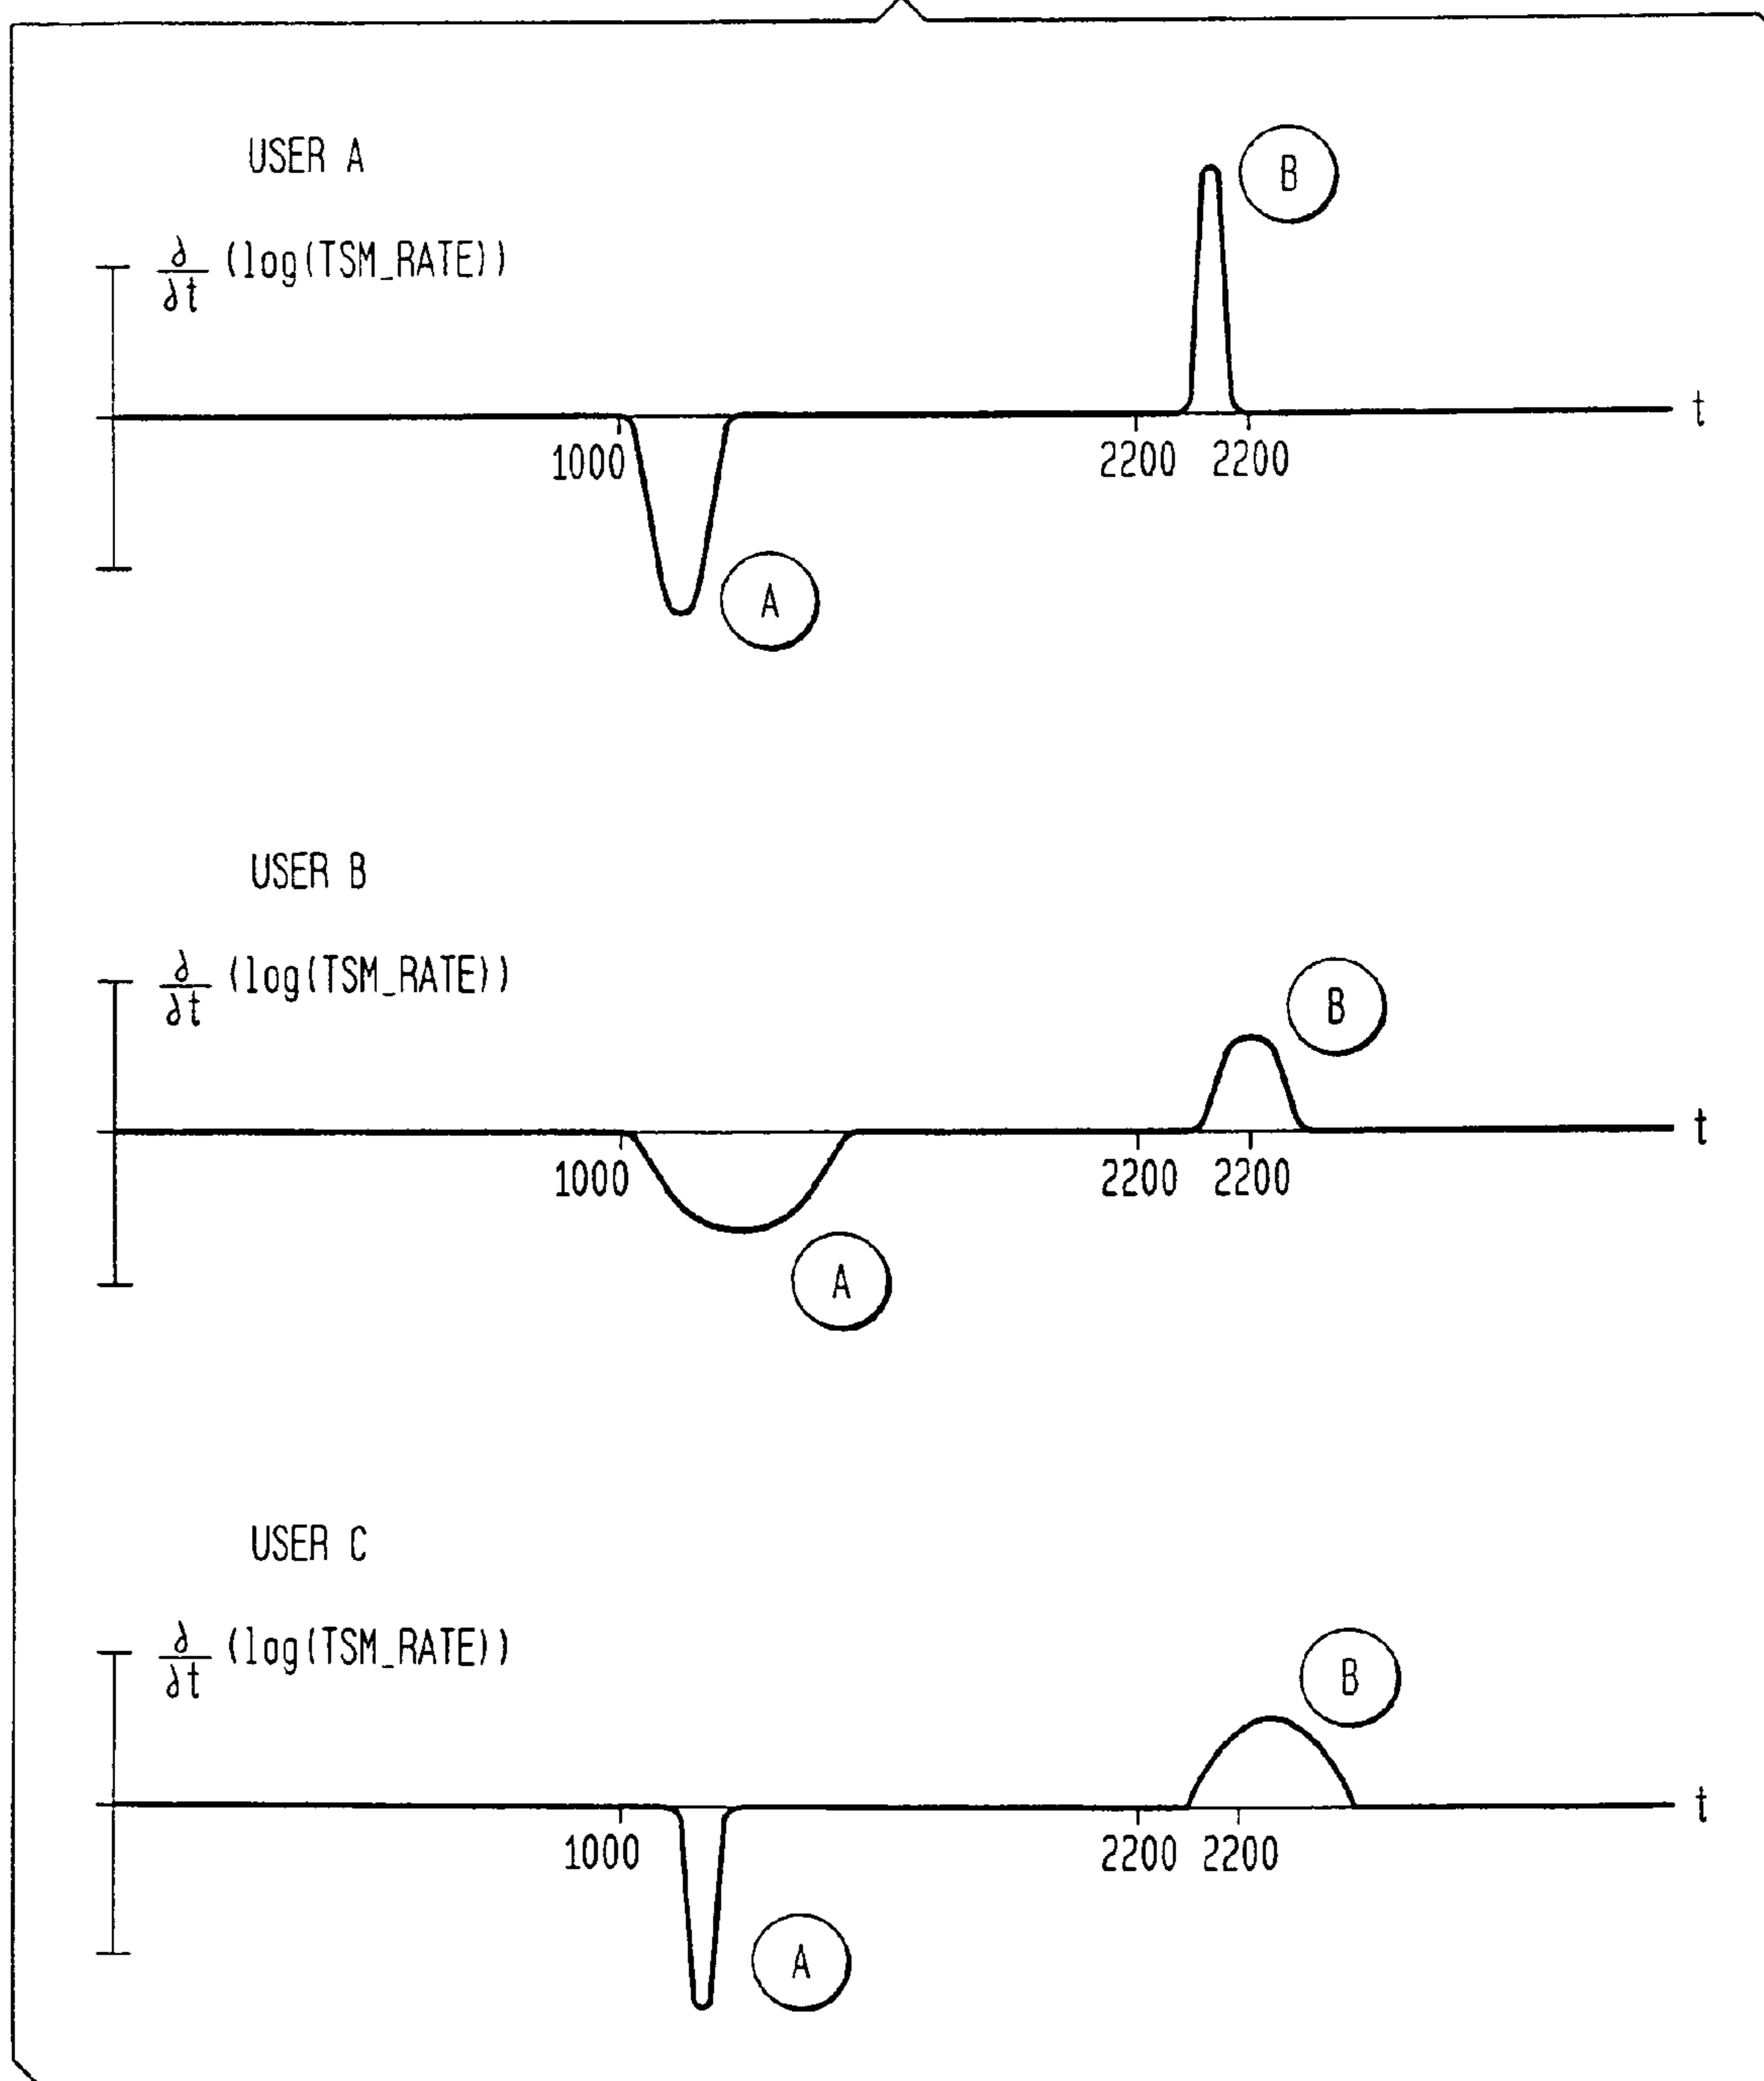 USER A
B
∂/∂t (log(TSM_RATE))
t
1000
2200 2200
A
USER B
∂/∂t (log(TSM_RATE))
B
t
1000
2200 2200
A
USER C
∂/∂t (log(TSM_RATE))
B
t
1000
2200 2200
A